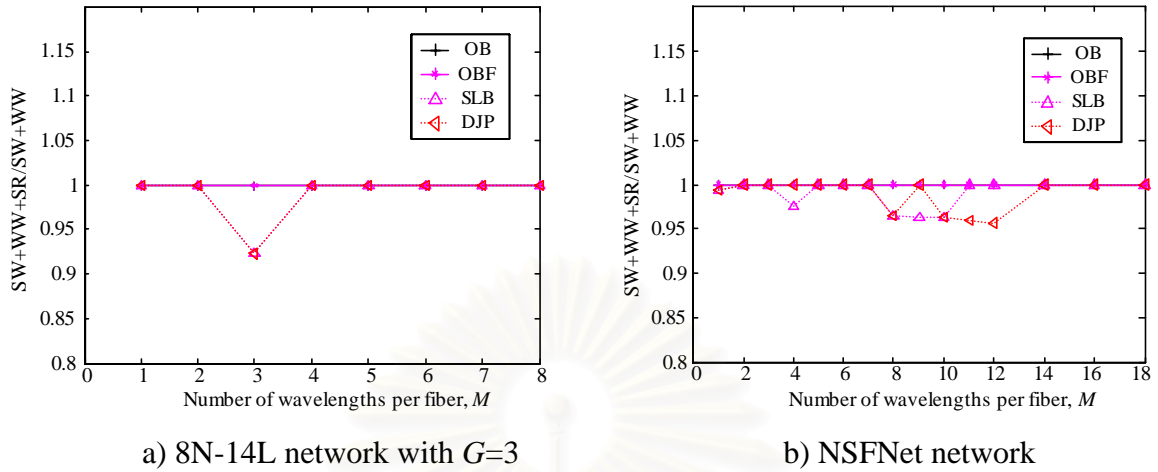 1.15
1.1
1.05
1
0.95
0.9
0.85
0.8
SW+WW+SR/SW+WW
OB
OBF
SLB
DJP
0 1 2 3 4 5 6 7 8
Number of wavelengths per fiber, M
a) 8N-14L network with G=3
1.15
1.1
1.05
1
0.95
0.9
0.85
0.8
SW+WW+SR/SW+WW
OB
OBF
SLB
DJP
0 2 4 6 8 10 12 14 16 18
Number of wavelengths per fiber, M
b) NSFNet network